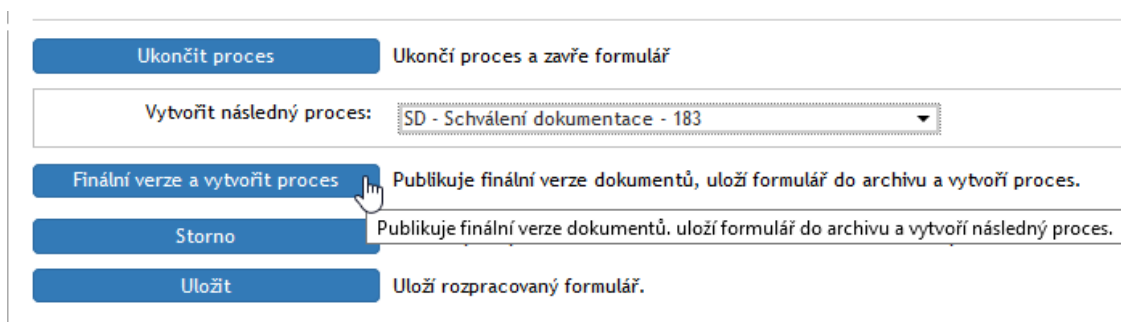 Ukončit proces Ukončí proces a zavře formulář
Vytvořit následný proces: SD - Schválení dokumentace - 183
Finální verze a vytvořit proces Publikuje finální verze dokumentů, uloží formulář do archivu a vytvoří proces.
Publikuje finální verze dokumentů. uloží formulář do archivu a vytvoří následný proces.
Storno
Uložit Uloží rozpracovaný formulář.